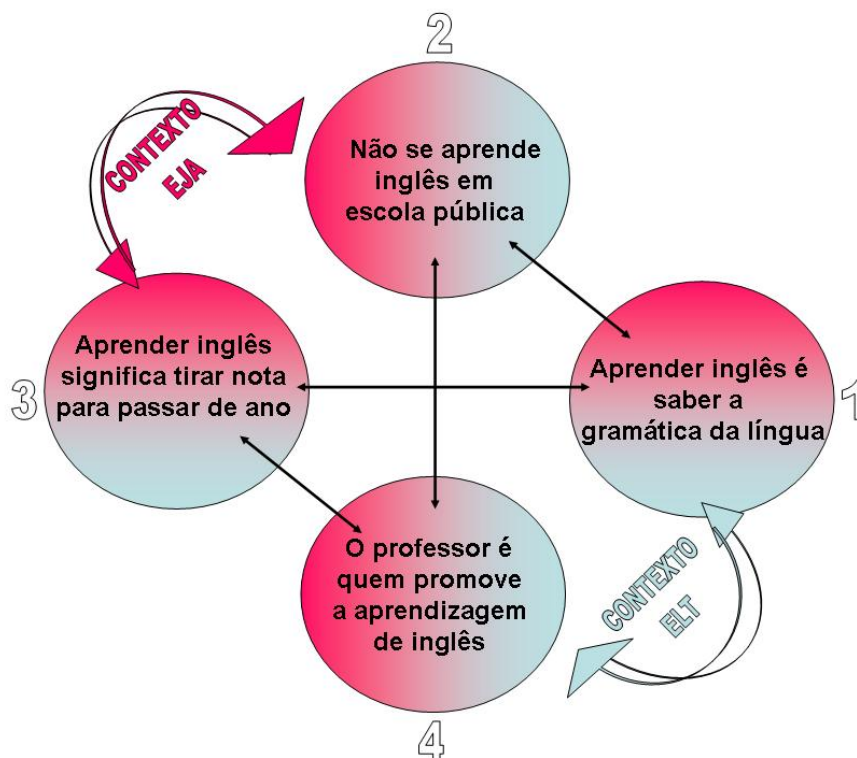 2
CONTEXTO
EJA
Não se aprende
inglês em
escola pública
3
Aprender inglês
significa tirar nota
para passar de ano
Aprender inglês é
saber a
gramática da língua
1
O professor é
quem promove
a aprendizagem
de inglês
CONTEXTO
ELT
4